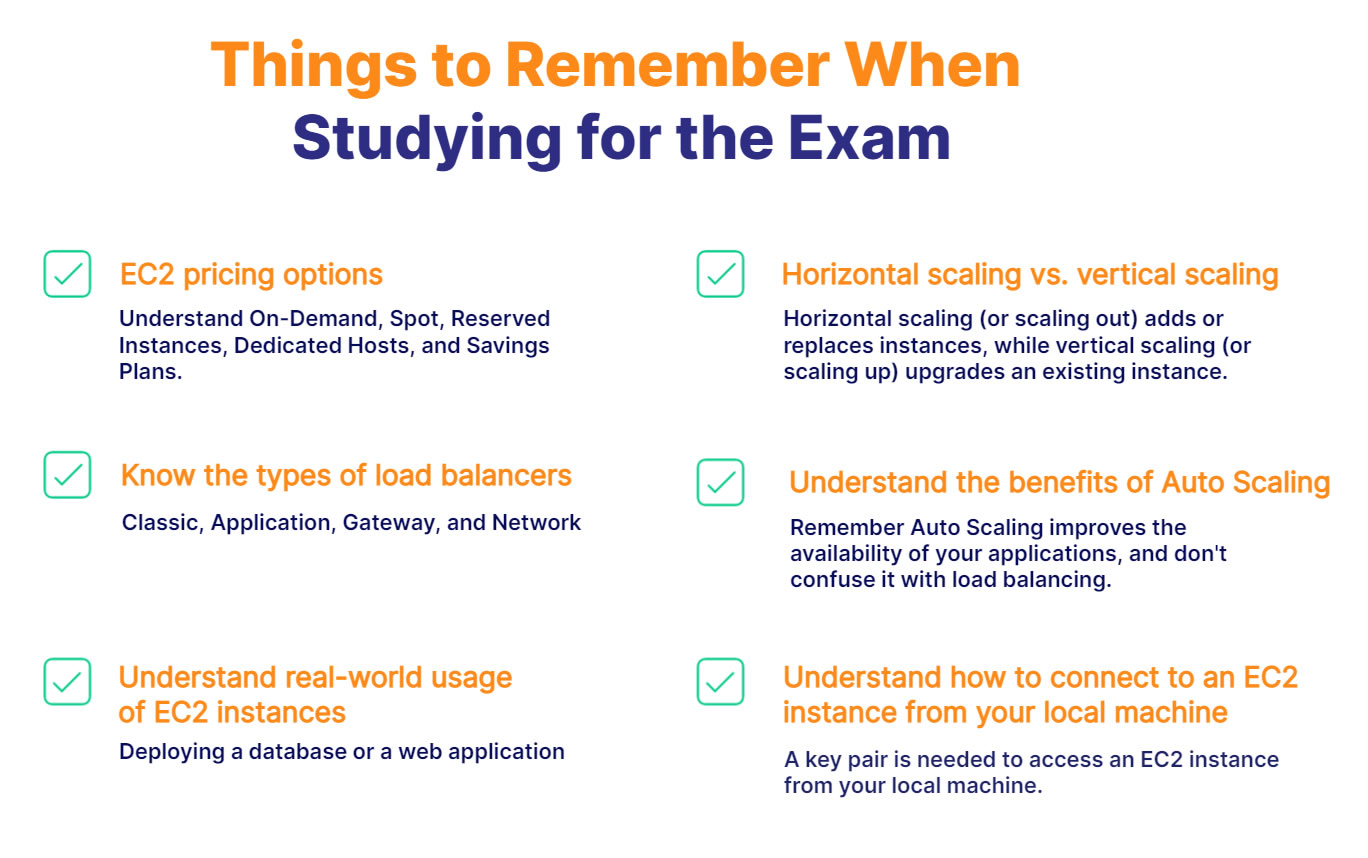 Things to Remember When
Studying for the Exam
EC2 pricing options
Understand On-Demand, Spot, Reserved
Instances, Dedicated Hosts, and Savings
Plans.
Horizontal scaling vs. vertical scaling
Horizontal scaling (or scaling out) adds or
replaces instances, while vertical scaling (or
scaling up) upgrades an existing instance.
Know the types of load balancers
Classic, Application, Gateway, and Network
Understand the benefits of Auto Scaling
Remember Auto Scaling improves the
availability of your applications, and don't
confuse it with load balancing.
Understand real-world usage
of EC2 instances
Deploying a database or a web application
Understand how to connect to an EC2
instance from your local machine
A key pair is needed to access an EC2 instance
from your local machine.